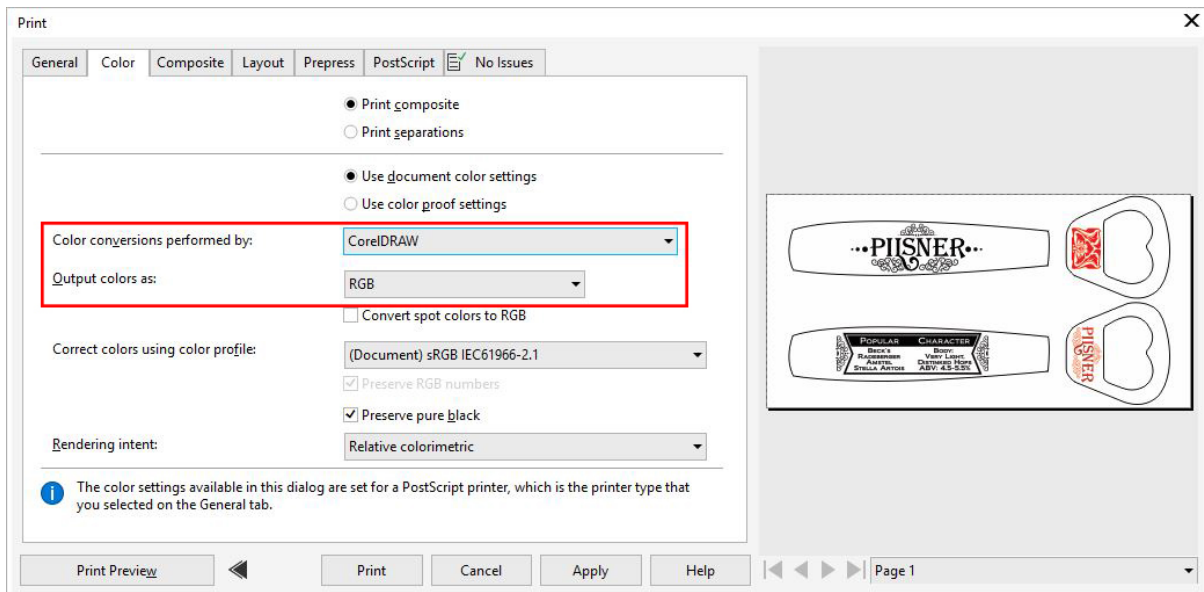 Print
General Color Composite Layout Prepress PostScript No Issues
Print composite
Print separations
Use document color settings
Use color proof settings
Color conversions performed by: CorelDRAW
Output colors as: RGB
Convert spot colors to RGB
Correct colors using color profile: (Document) sRGB IEC61966-2.1
Preserve RGB numbers
Preserve pure black
Rendering intent: Relative colorimetric
The color settings available in this dialog are set for a PostScript printer, which is the printer type that
you selected on the General tab.
Print Preview Print Cancel Apply Help
PILSNER
Popular Character
Beck's Body:
Radeberger Very Light,
Amstel Distinked Hops
Stella Artois ABV: 4.5-5.5%
PILSNER
Page 1